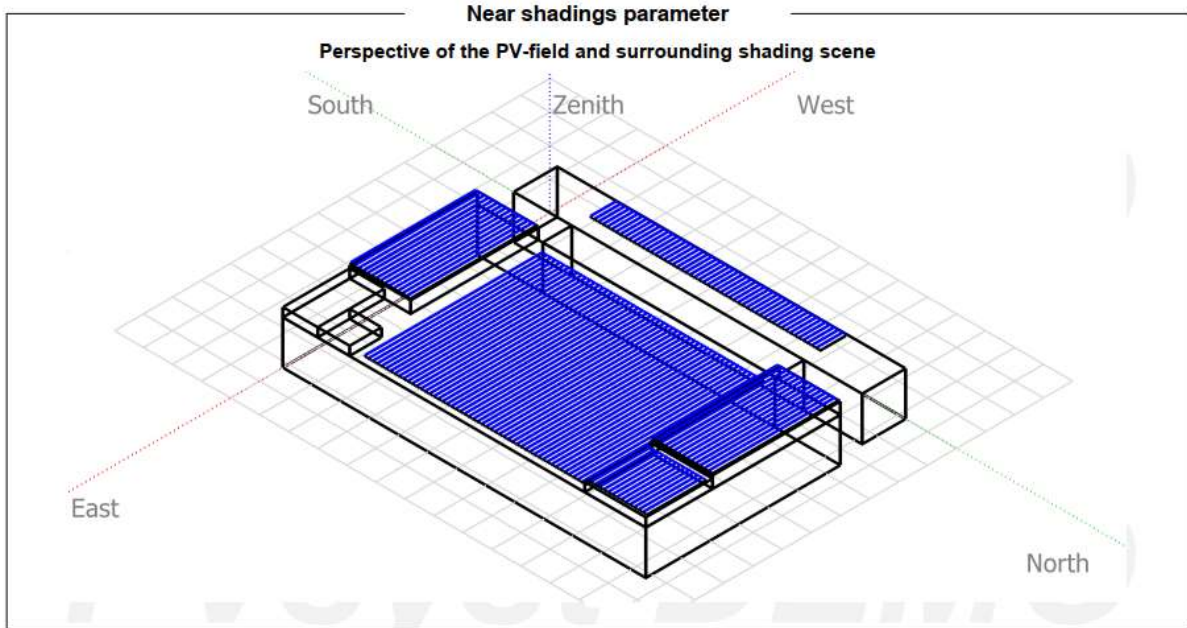 Near shadings parameter
Perspective of the PV-field and surrounding shading scene
South
Zenith
West
East
North